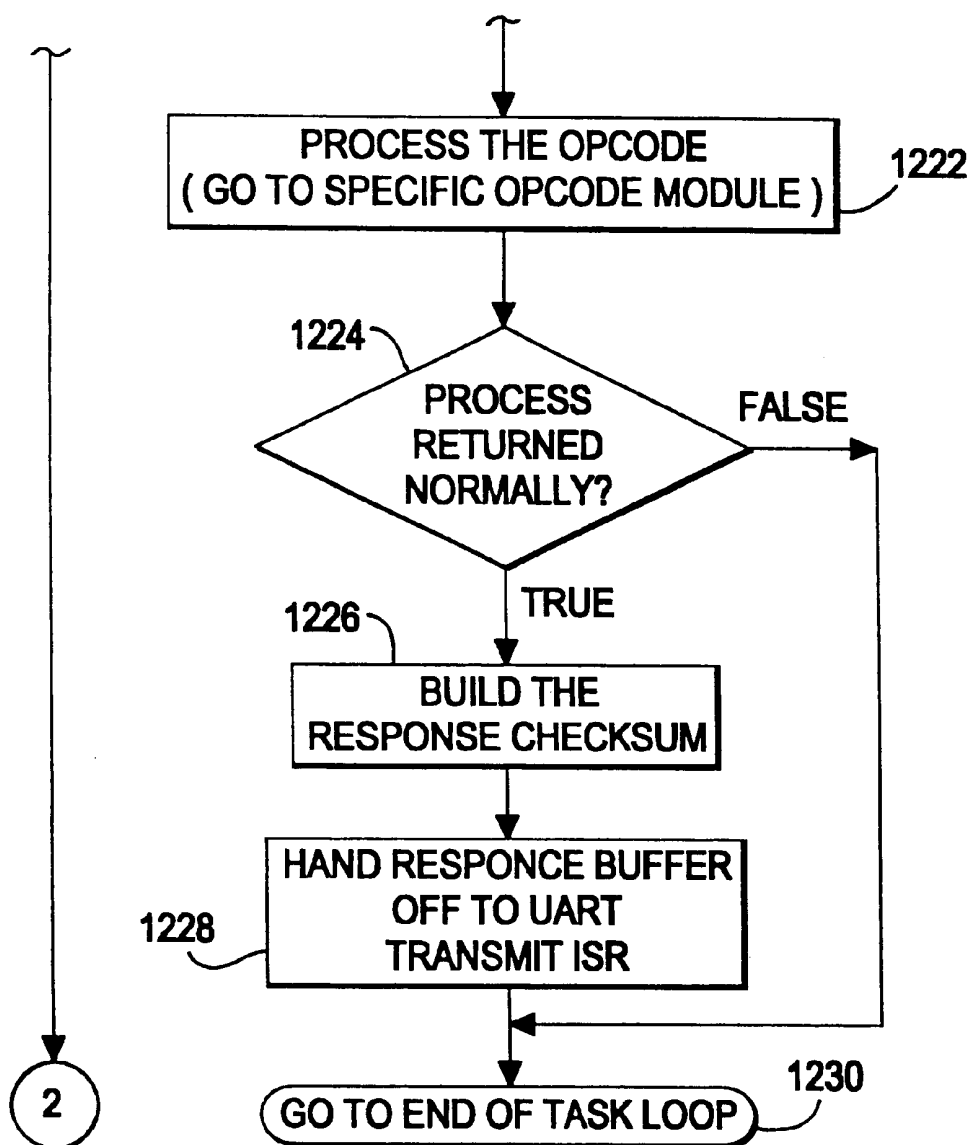 PROCESS THE OPCODE
( GO TO SPECIFIC OPCODE MODULE )
1222
1224
PROCESS
RETURNED
NORMALLY?
FALSE
TRUE
1226
BUILD THE
RESPONSE CHECKSUM
HAND RESPONCE BUFFER
OFF TO UART
TRANSMIT ISR
1228
2
GO TO END OF TASK LOOP
1230